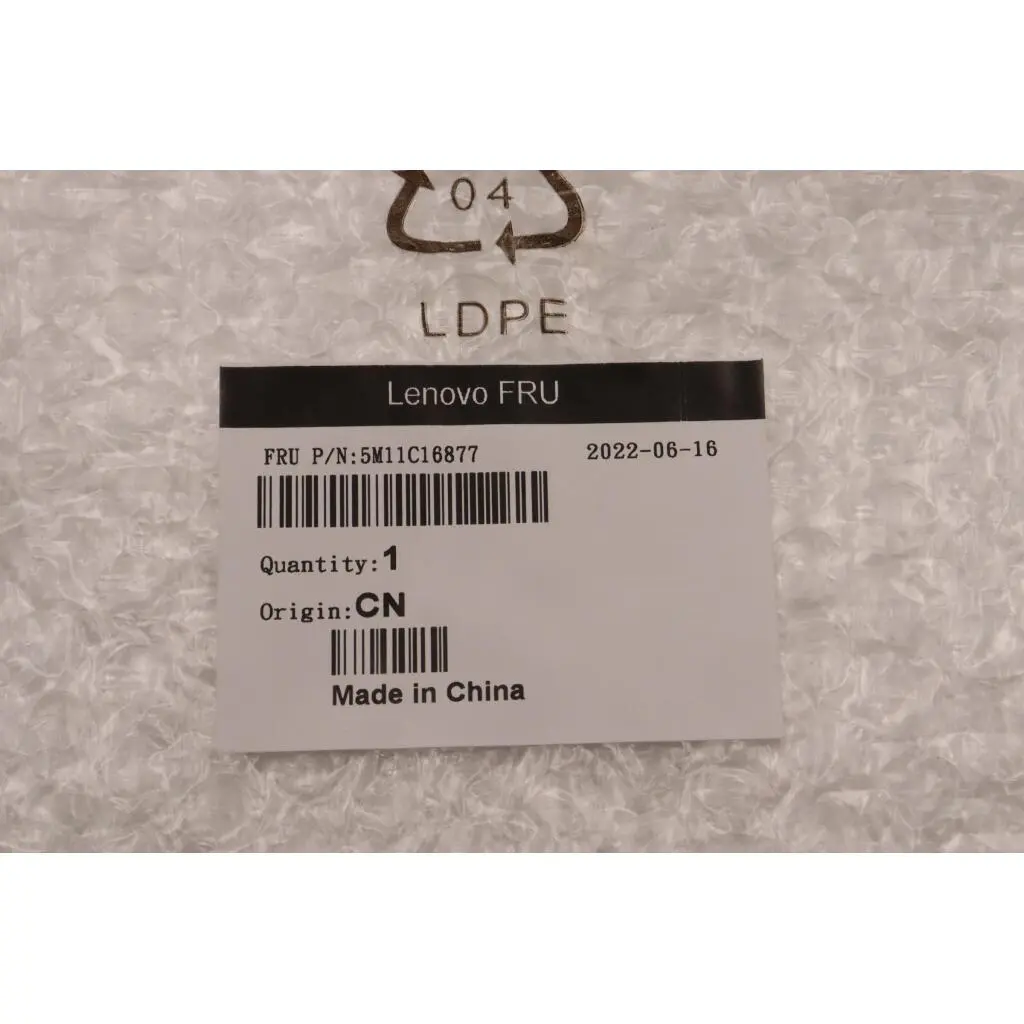 04
LDPE
Lenovo FRU
FRU P/N:5M11C16877 2022-06-16
Quantity:1
Origin:CN
Made in China